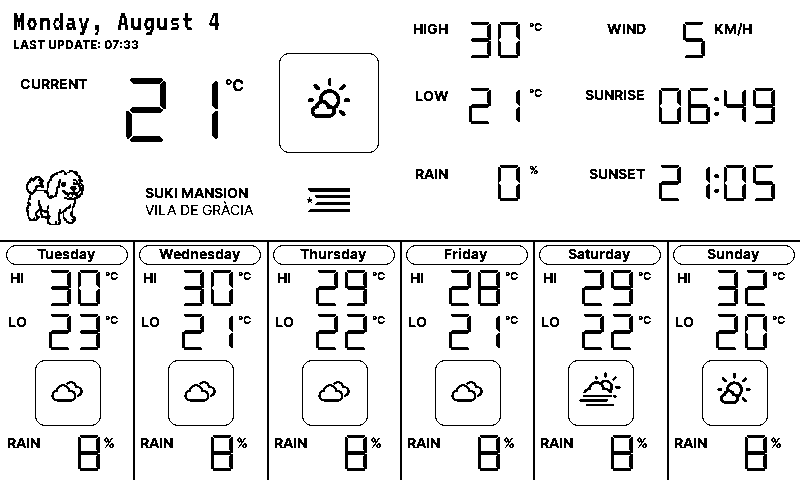 Monday, August 4
LAST UPDATE: 07:33
CURRENT 21 °C
HIGH 30 °C
WIND 5 KM/H
LOW 21 °C
SUNRISE 06:49
RAIN 0 %
SUNSET 21:05
SUKI MANSION
VILA DE GRÀCIA
Tuesday
HI 30 °C
LO 23 °C
RAIN 8 %
Wednesday
HI 30 °C
LO 21 °C
RAIN 8 %
Thursday
HI 29 °C
LO 22 °C
RAIN 8 %
Friday
HI 28 °C
LO 21 °C
RAIN 8 %
Saturday
HI 29 °C
LO 22 °C
RAIN 8 %
Sunday
HI 32 °C
LO 20 °C
RAIN 8 %